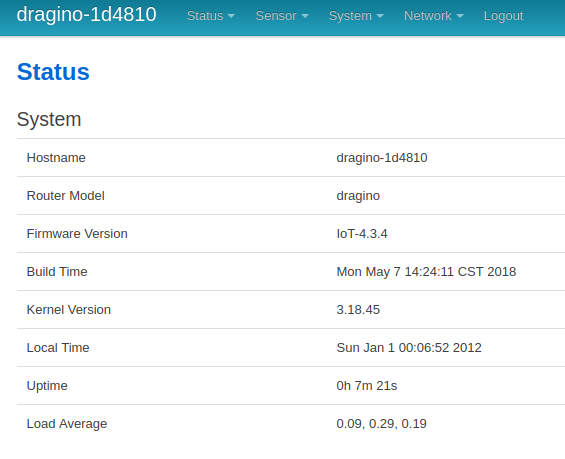 dragino-1d4810 Status Sensor System Network Logout
Status
System
Hostname dragino-1d4810
Router Model dragino
Firmware Version IoT-4.3.4
Build Time Mon May 7 14:24:11 CST 2018
Kernel Version 3.18.45
Local Time Sun Jan 1 00:06:52 2012
Uptime 0h 7m 21s
Load Average 0.09, 0.29, 0.19